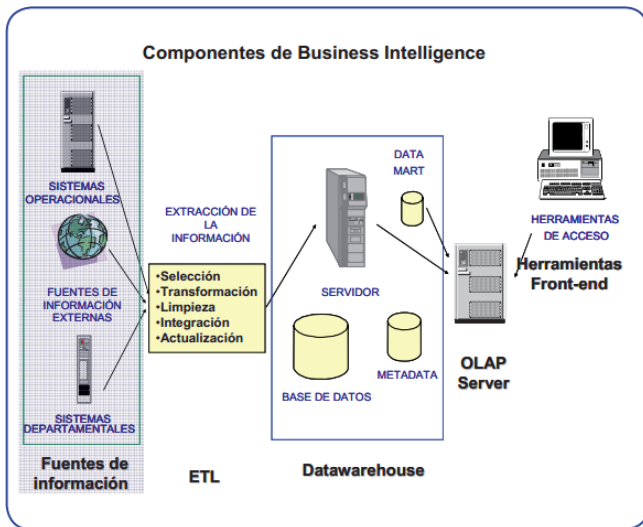 Componentes de Business Intelligence
SISTEMAS
OPERACIONALES
FUENTES DE
INFORMACIÓN
EXTERNAS
SISTEMAS
DEPARTAMENTALES
Fuentes de
información
EXTRACCIÓN DE
LA
INFORMACIÓN
•Selección
•Transformación
•Limpieza
•Integración
•Actualización
ETL
DATA
MART
SERVIDOR
BASE DE DATOS
METADATA
Datawarehouse
OLAP
Server
HERRAMIENTAS
DE ACCESO
Herramientas
Front-end